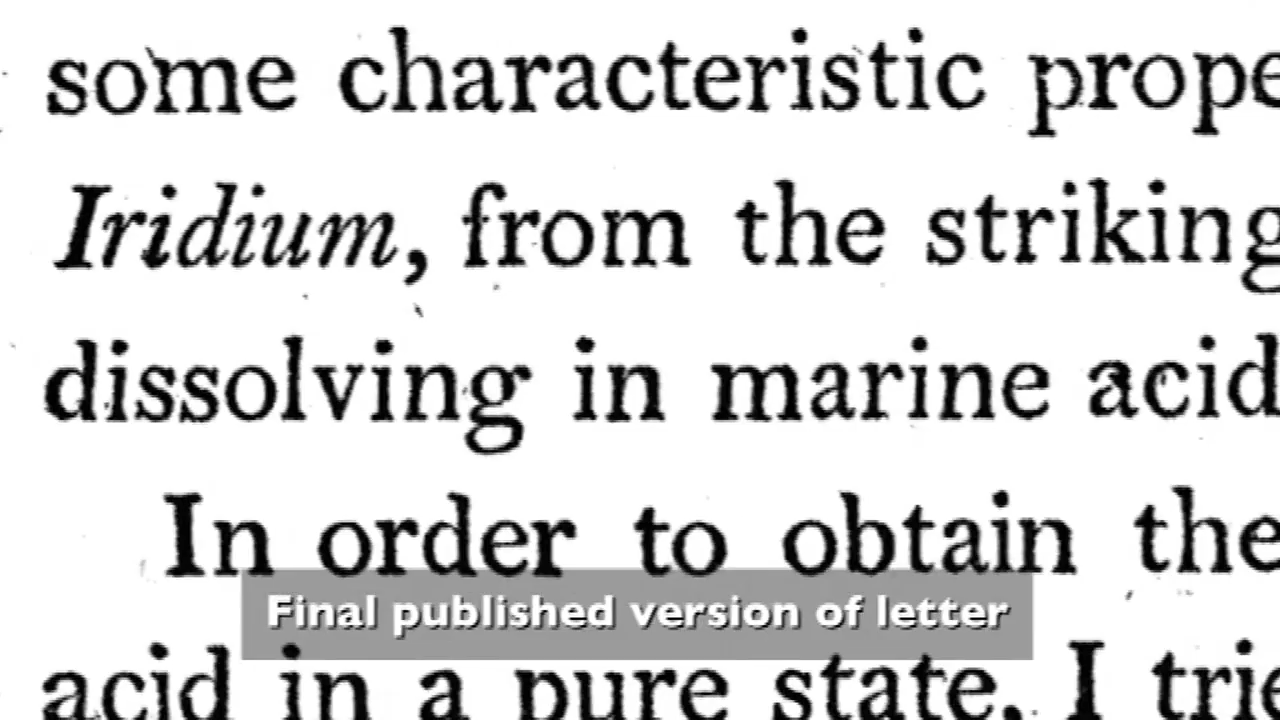 some characteristic prope
Iridium, from the striking
dissolving in marine acid
In order to obtain the
Final published version of letter
acid in a pure state, I trie